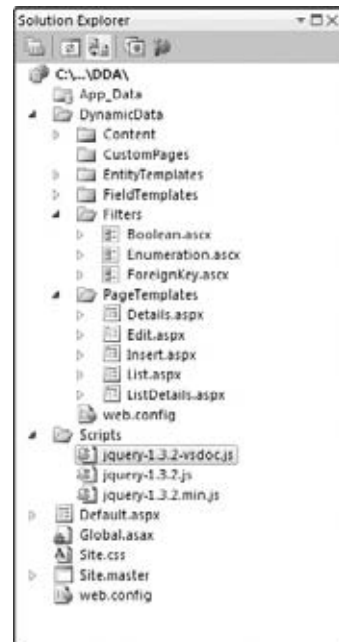 Solution Explorer
C:\...\DDA\
App_Data
DynamicData
Content
CustomPages
EntityTemplates
FieldTemplates
Filters
Boolean.ascx
Enumeration.ascx
ForeignKey.ascx
PageTemplates
Details.aspx
Edit.aspx
Insert.aspx
List.aspx
ListDetails.aspx
web.config
Scripts
jquery-1.3.2-vsdoc.js
jquery-1.3.2.js
jquery-1.3.2.min.js
Default.aspx
Global.asax
Site.css
Site.master
web.config